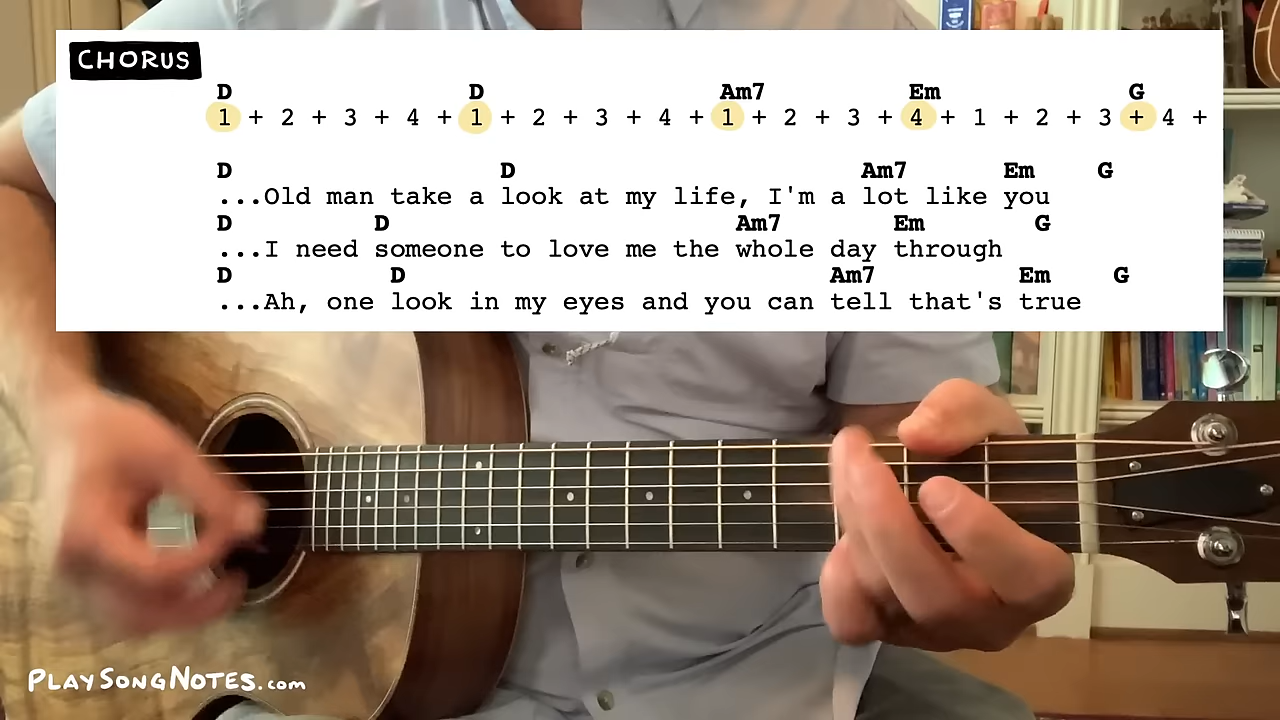 CHORUS
D D Am7 Em G
1 + 2 + 3 + 4 + 1 + 2 + 3 + 4 + 1 + 2 + 3 + 4 + 1 + 2 + 3 + 4 +
D D Am7 Em G
...Old man take a look at my life, I'm a lot like you
D D Am7 Em G
...I need someone to love me the whole day through
D D Am7 Em G
...Ah, one look in my eyes and you can tell that's true
PLAYSONGNOTES.com